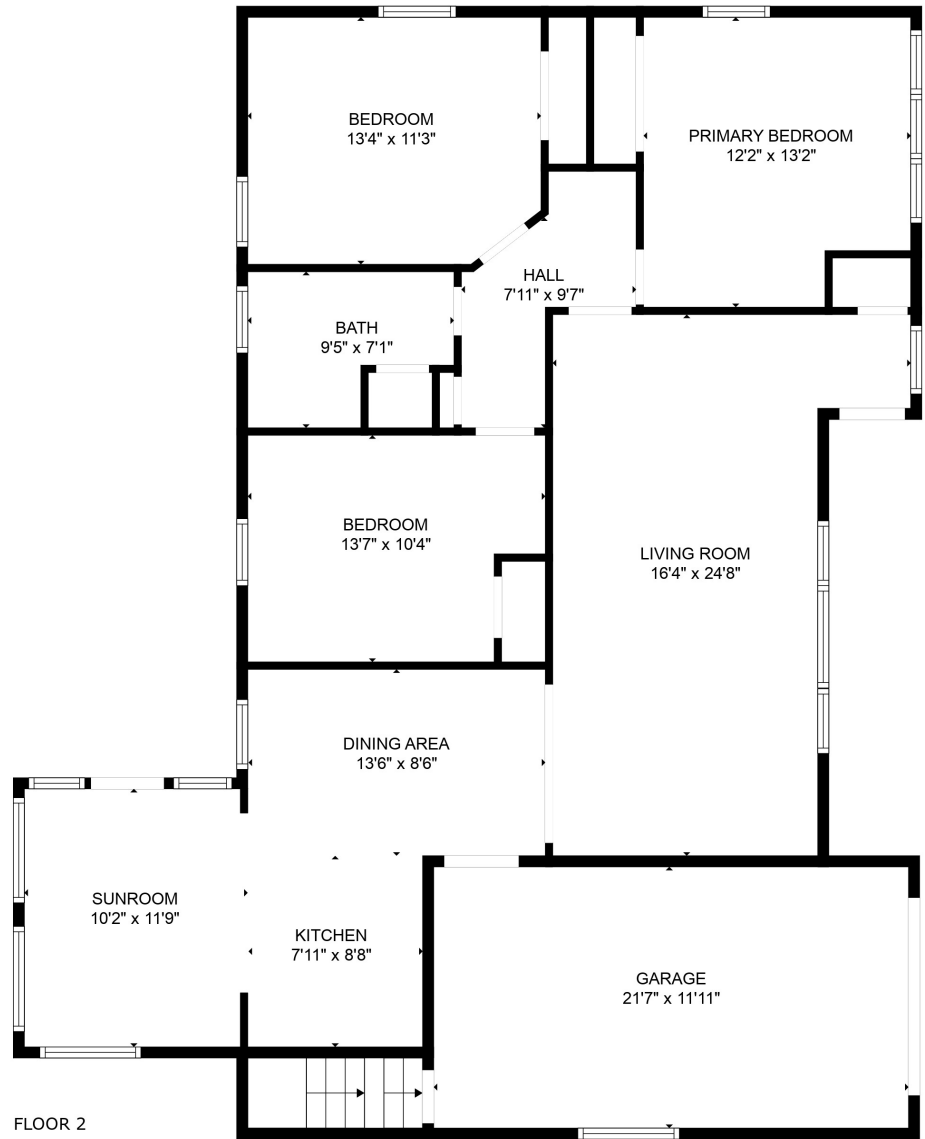 BEDROOM
13'4" x 11'3"
PRIMARY BEDROOM
12'2" x 13'2"
HALL
7'11" x 9'7"
BATH
9'5" x 7'1"
BEDROOM
13'7" x 10'4"
LIVING ROOM
16'4" x 24'8"
DINING AREA
13'6" x 8'6"
SUNROOM
10'2" x 11'9"
KITCHEN
7'11" x 8'8"
GARAGE
21'7" x 11'11"
FLOOR 2